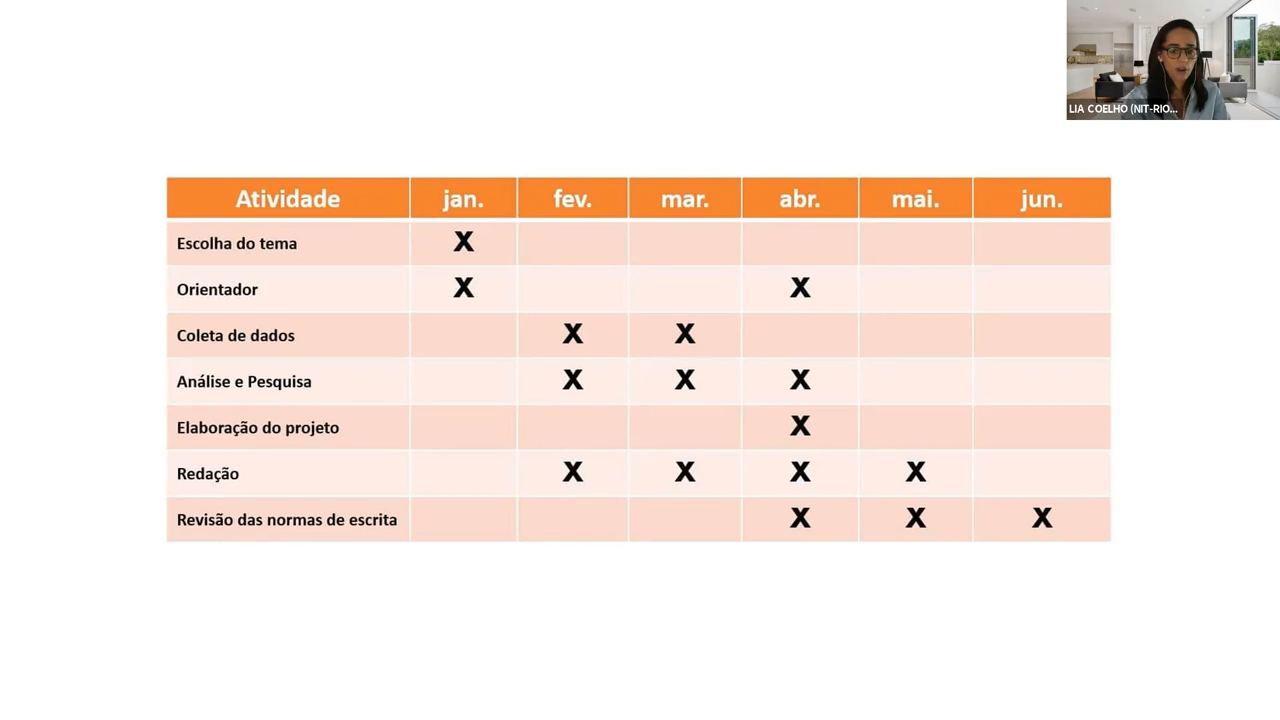 LIA COELHO (NIT-RIO...
Atividade jan. fev. mar. abr. mai. jun.
Escolha do tema X
Orientador X X
Coleta de dados X X
Análise e Pesquisa X X X
Elaboração do projeto X
Redação X X X X
Revisão das normas de escrita X X X